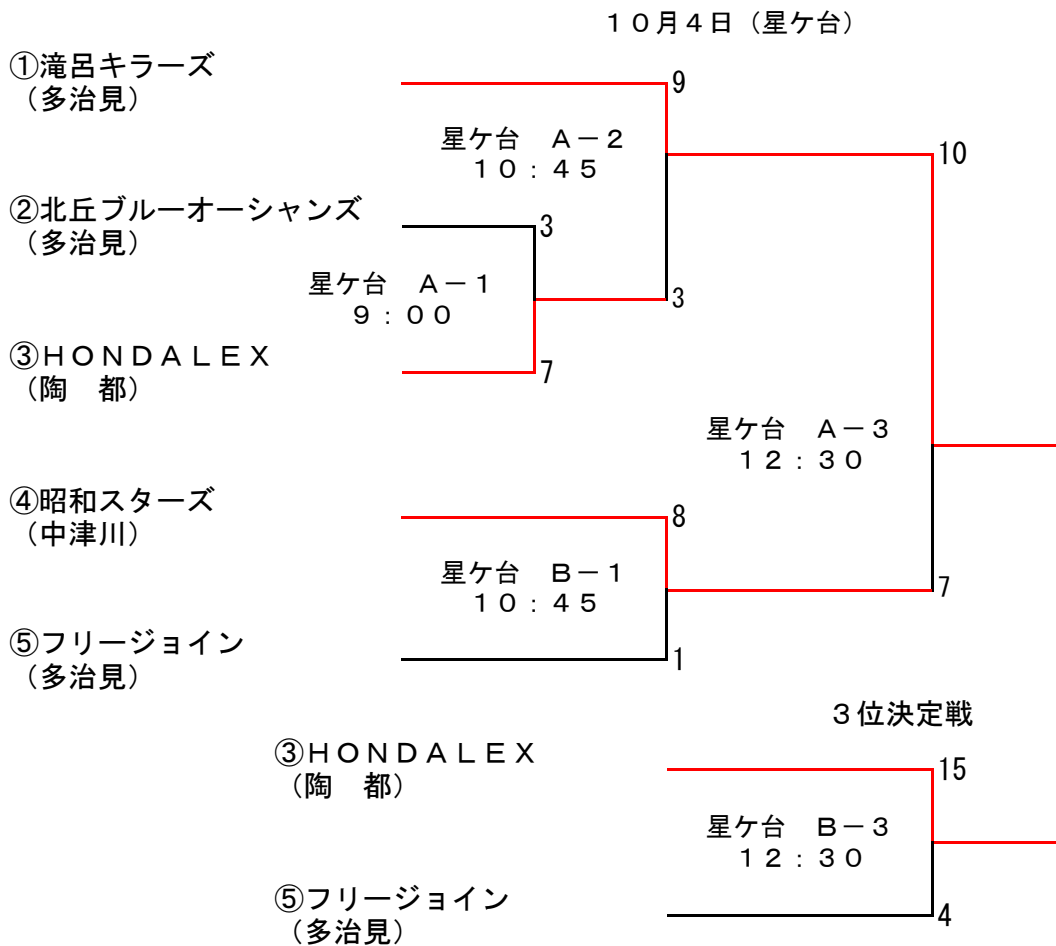 １０月４日（星ケ台）
①滝呂キラーズ
（多治見）
9
星ケ台　Ａ－２
１０：４５
10
②北丘ブルーオーシャンズ
（多治見）
3
星ケ台　Ａ－１
９：００
3
③ＨＯＮＤＡＬＥＸ
（陶　都）
7
星ケ台　Ａ－３
１２：３０
④昭和スターズ
（中津川）
8
星ケ台　Ｂ－１
１０：４５
7
⑤フリージョイン
（多治見）
1
３位決定戦
③ＨＯＮＤＡＬＥＸ
（陶　都）
15
星ケ台　Ｂ－３
１２：３０
⑤フリージョイン
（多治見）
4